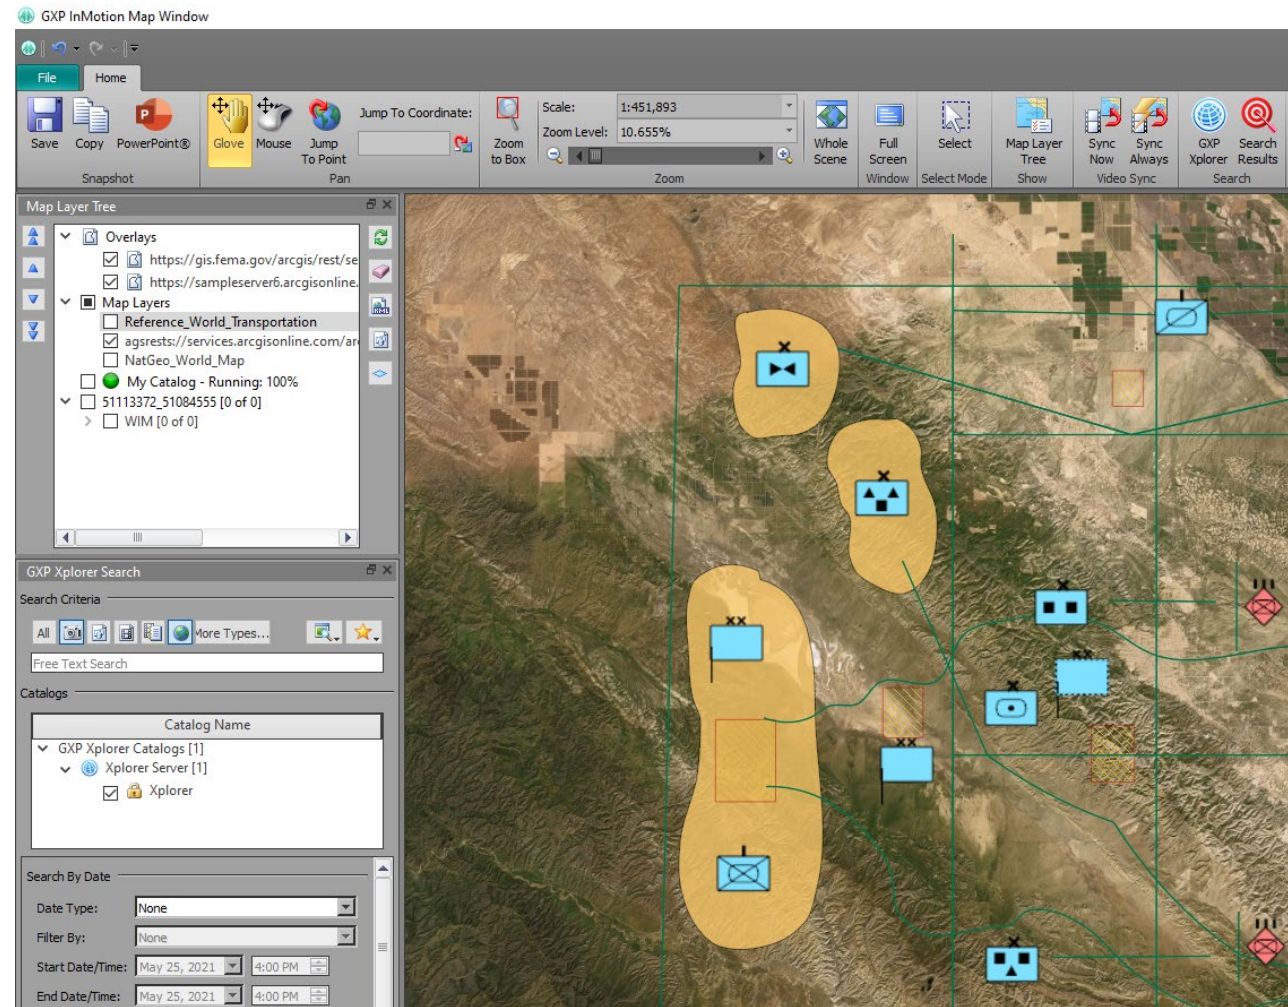 GXP InMotion Map Window
File Home
Save Copy PowerPoint® Glove Mouse Jump To Point Jump To Coordinate: Zoom to Box Scale: 1:451,893 Zoom Level: 10.655% Whole Scene Full Screen Select Map Layer Tree Sync Now Sync Always GXP Xplorer Search Results
Snapshot Pan Zoom Window Select Mode Show Video Sync Search
Map Layer Tree
Overlays
https://gis.fema.gov/arcgis/rest/se
https://sampleserver6.arcgisonline.
Map Layers
Reference_World_Transportation
agsrests://services.arcgisonline.com/ar
NatGeo_World_Map
My Catalog - Running: 100%
51113372_51084555 [0 of 0]
WIM [0 of 0]
KML
GXP Xplorer Search
Search Criteria
All More Types...
Free Text Search
Catalogs
Catalog Name
GXP Xplorer Catalogs [1]
Xplorer Server [1]
Xplorer
Search By Date
Date Type: None
Filter By: None
Start Date/Time: May 25, 2021 4:00 PM
End Date/Time: May 25, 2021 4:00 PM